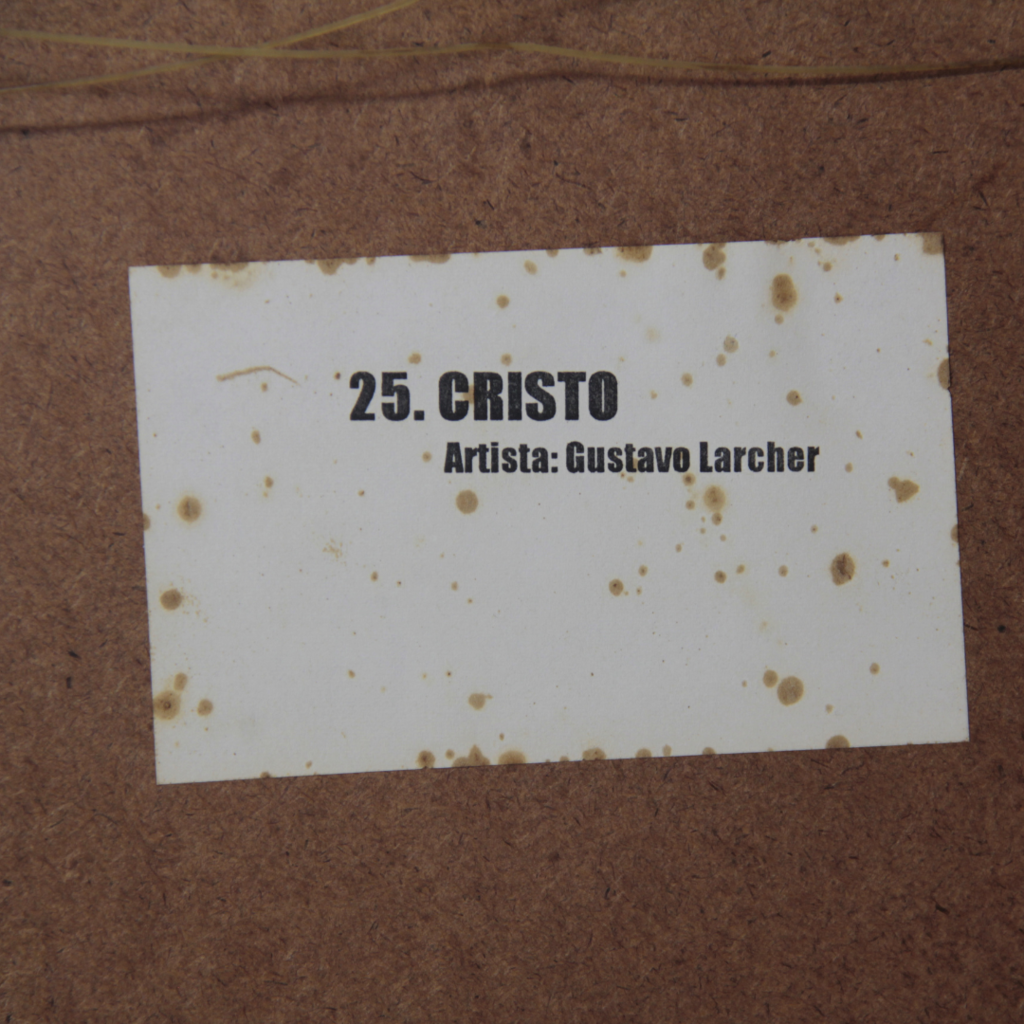 25. CRISTO
Artista: Gustavo Larcher